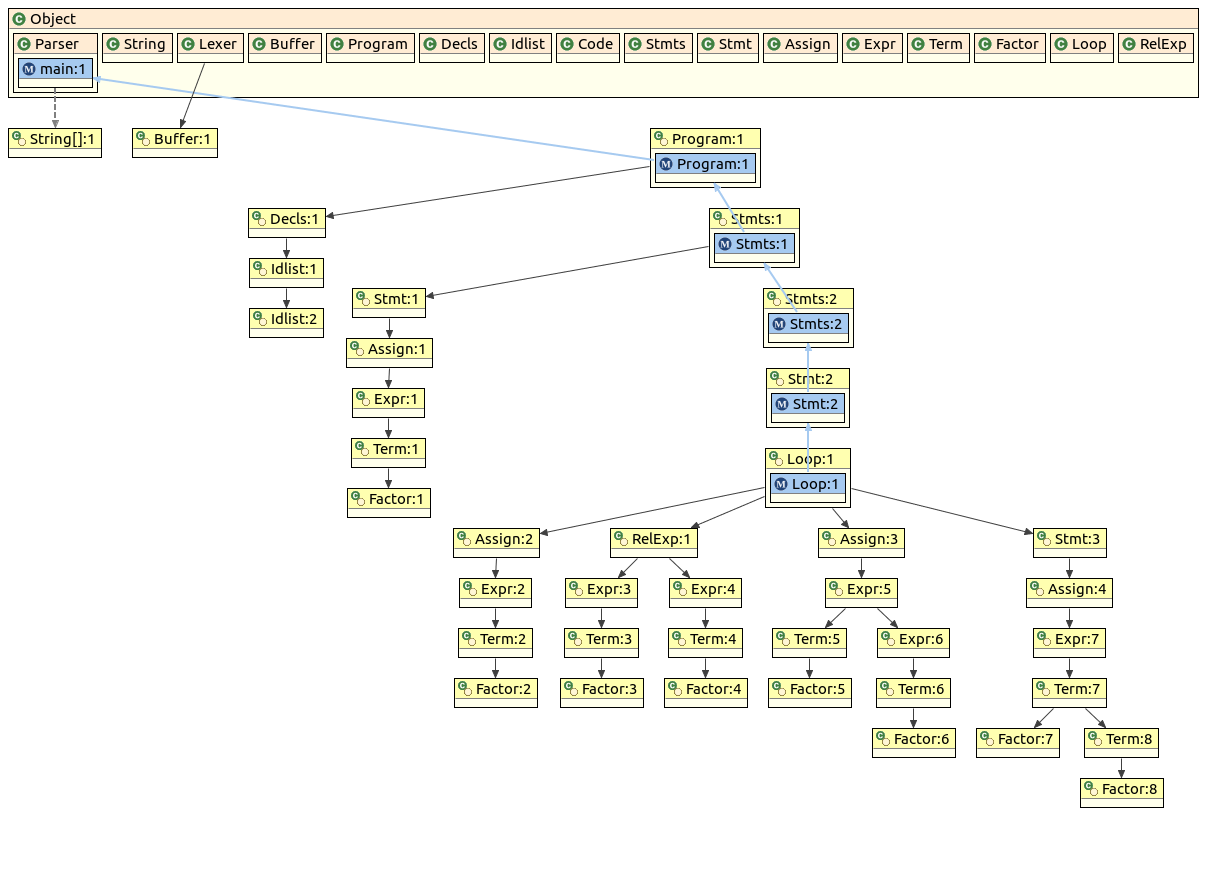 Object
Parser String Lexer Buffer Program Decls Idlist Code Stmts Stmt Assign Expr Term Factor Loop RelExp
main:1
String[]:1 Buffer:1 Program:1
Program:1
Decls:1 Stmts:1
Stmts:1
Idlist:1
Stmt:1 Stmts:2
Idlist:2 Stmts:2
Assign:1
Stmt:2
Expr:1 Stmt:2
Term:1
Loop:1
Factor:1 Loop:1
Assign:2 RelExp:1 Assign:3 Stmt:3
Expr:2 Expr:3 Expr:4 Expr:5 Assign:4
Term:2 Term:3 Term:4 Term:5 Expr:6 Expr:7
Factor:2 Factor:3 Factor:4 Factor:5 Term:6 Term:7
Factor:6 Factor:7 Term:8
Factor:8